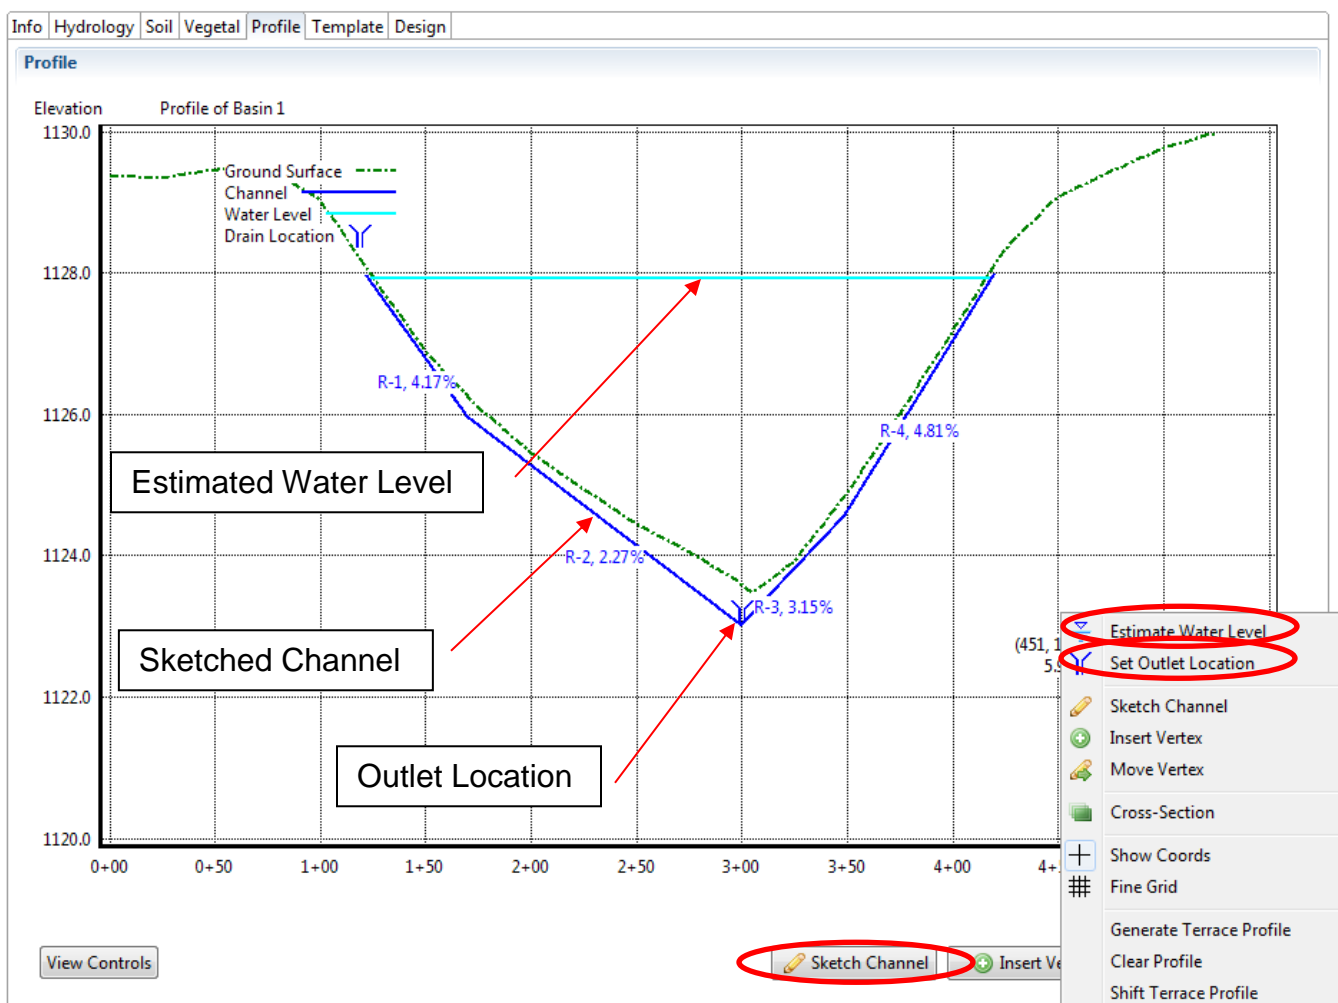 Info Hydrology Soil Vegetal Profile Template Design
Profile
Elevation Profile of Basin 1
1130.0
Ground Surface
Channel
Water Level
Drain Location
1128.0
R-1, 4.17%
1126.0
R-4, 4.81%
Estimated Water Level
1124.0
R-2, 2.27%
R-3, 3.15%
Sketched Channel
(451, 1
Estimate Water Level
Set Outlet Location
1122.0
Sketch Channel
Insert Vertex
Outlet Location
Move Vertex
Cross-Section
1120.0
Show Coords
0+00 0+50 1+00 1+50 2+00 2+50 3+00 3+50 4+00 4+
Fine Grid
Generate Terrace Profile
View Controls Sketch Channel Insert Ve
Clear Profile
Shift Terrace Profile